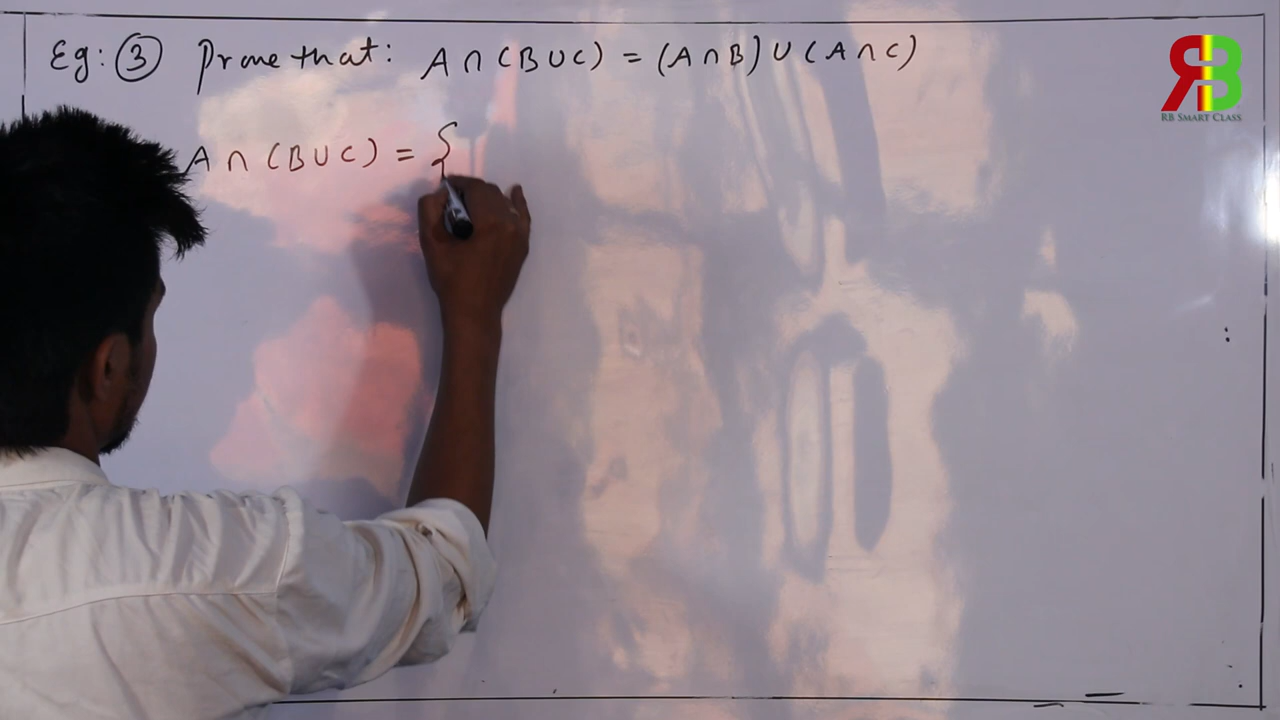 Eg: ③ Prove that: A ∩ (B ∪ C) = (A ∩ B) ∪ (A ∩ C)
A ∩ (B ∪ C) = {
RB
RB SMART CLASS